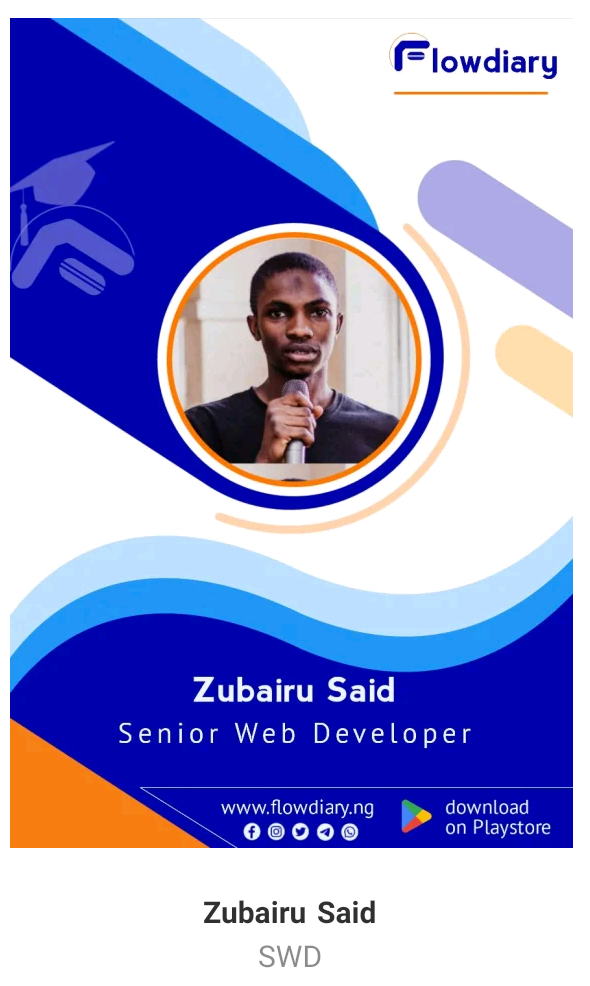 Flowdiary
Zubairu Said
Senior Web Developer
www.flowdiary.ng
download
on Playstore
Zubairu Said
SWD